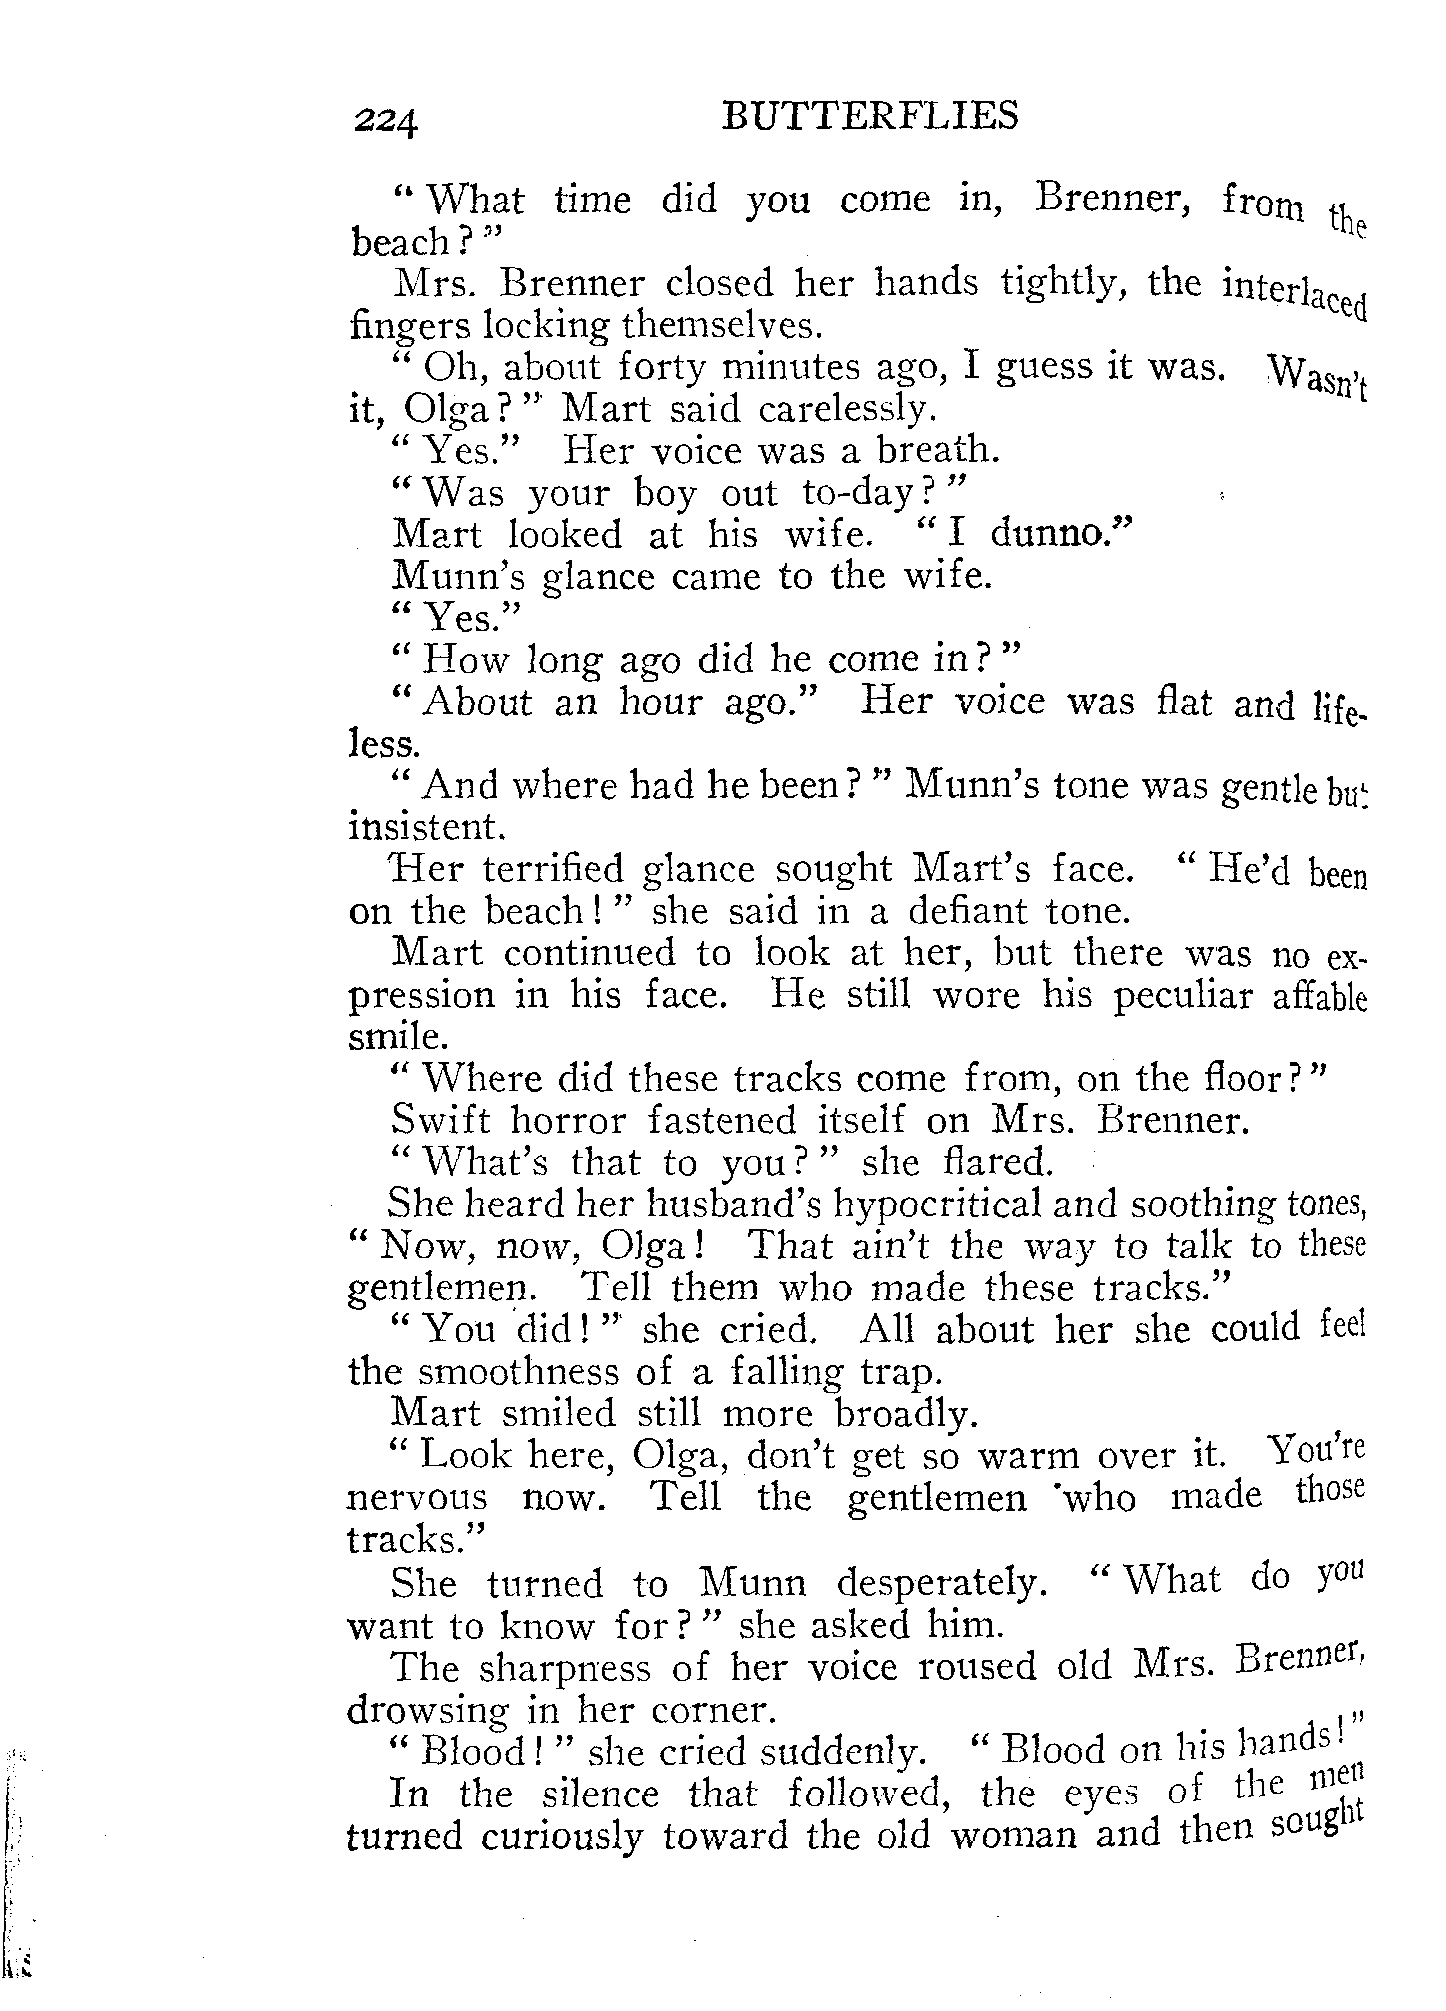 224 BUTTERFLIES
" What time did you come in, Brenner, from the
beach ? "
Mrs. Brenner closed her hands tightly, the interlaced
fingers locking themselves.
" Oh, about forty minutes ago, I guess it was. Wasn't
it, Olga ? " Mart said carelessly.
" Yes." Her voice was a breath.
" Was your boy out to-day ? "
Mart looked at his wife. " I dunno."
Munn's glance came to the wife.
" Yes."
" How long ago did he come in ? "
" About an hour ago." Her voice was flat and life-
less.
" And where had he been ? " Munn's tone was gentle but
insistent.
Her terrified glance sought Mart's face. " He'd been
on the beach ! " she said in a defiant tone.
Mart continued to look at her, but there was no ex-
pression in his face. He still wore his peculiar affable
smile.
" Where did these tracks come from, on the floor ? "
Swift horror fastened itself on Mrs. Brenner.
" What's that to you ? " she flared.
She heard her husband's hypocritical and soothing tones,
" Now, now, Olga ! That ain't the way to talk to these
gentlemen. Tell them who made these tracks."
" You did ! " she cried. All about her she could feel
the smoothness of a falling trap.
Mart smiled still more broadly.
" Look here, Olga, don't get so warm over it. You're
nervous now. Tell the gentlemen who made those
tracks."
She turned to Munn desperately. " What do you
want to know for ? " she asked him.
The sharpness of her voice roused old Mrs. Brenner,
drowsing in her corner.
" Blood ! " she cried suddenly. " Blood on his hands ! "
In the silence that followed, the eyes of the men
turned curiously toward the old woman and then sought